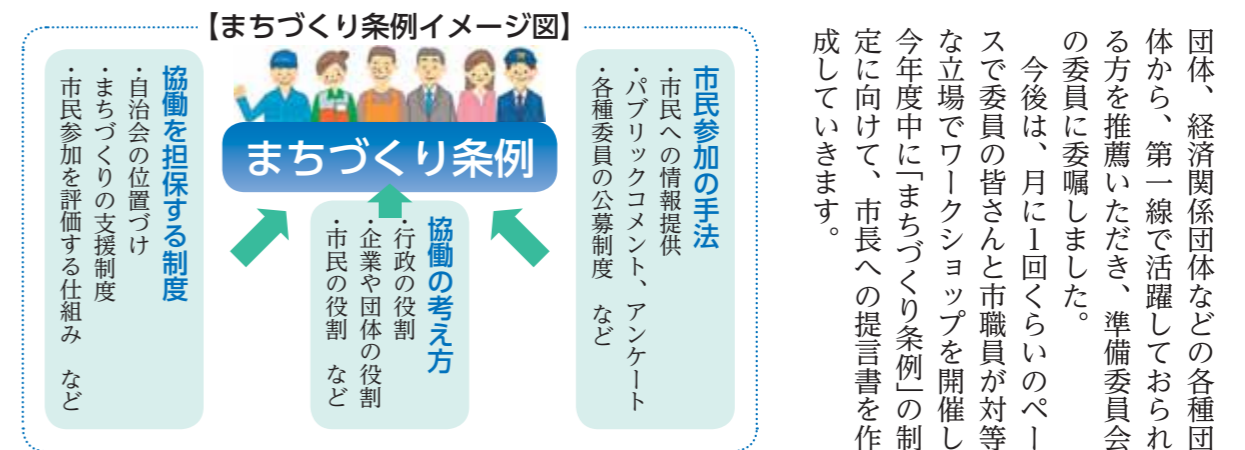 団体、経済関係団体などの各種団
体から、第一線で活躍しておられ
る方を推薦いただき、準備委員会
の委員に委嘱しました。
今後は、月に1回くらいのペー
スで委員の皆さんと市職員が対等
な立場でワークショップを開催し
今年度中に「まちづくり条例」の制
定に向けて、市長への提言書を作
成していきます。
【まちづくり条例イメージ図】
まちづくり条例
市民参加の手法
・市民への情報提供
・パブリックコメント、アンケート
・各種委員の公募制度 など
協働の考え方
・行政の役割
・企業や団体の役割
・市民の役割 など
協働を担保する制度
・自治会の位置づけ
・まちづくりの支援制度
・市民参加を評価する仕組み など